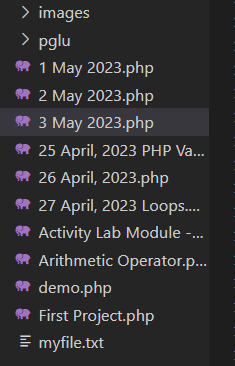 images
pglu
1 May 2023.php
2 May 2023.php
3 May 2023.php
25 April, 2023 PHP Va...
26 April, 2023.php
27 April, 2023 Loops....
Activity Lab Module -...
Arithmetic Operator.p...
demo.php
First Project.php
myfile.txt